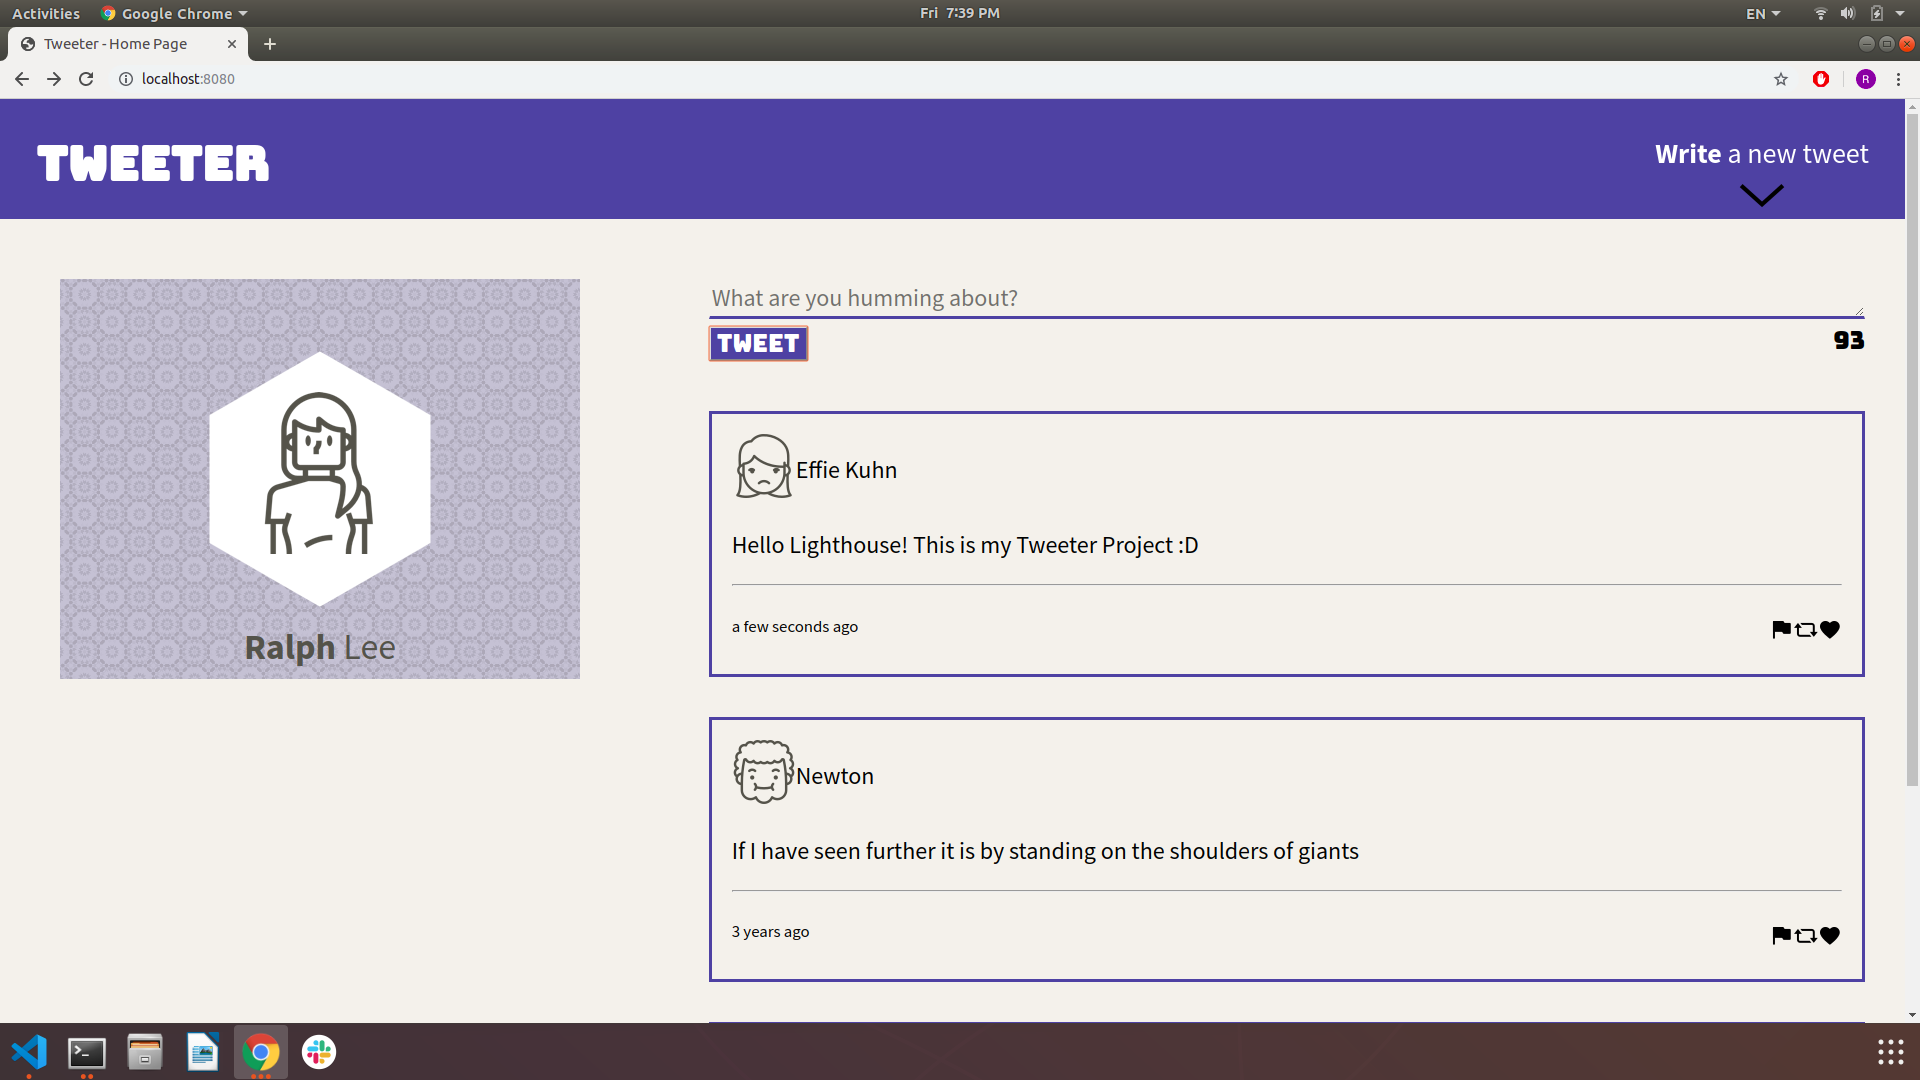 Activities Google Chrome Fri 7:39 PM EN
Tweeter - Home Page
localhost:8080 R
TWEETER
Write a new tweet
What are you humming about?
TWEET 93
Ralph Lee
Effie Kuhn
Hello Lighthouse! This is my Tweeter Project :D
a few seconds ago
Newton
If I have seen further it is by standing on the shoulders of giants
3 years ago